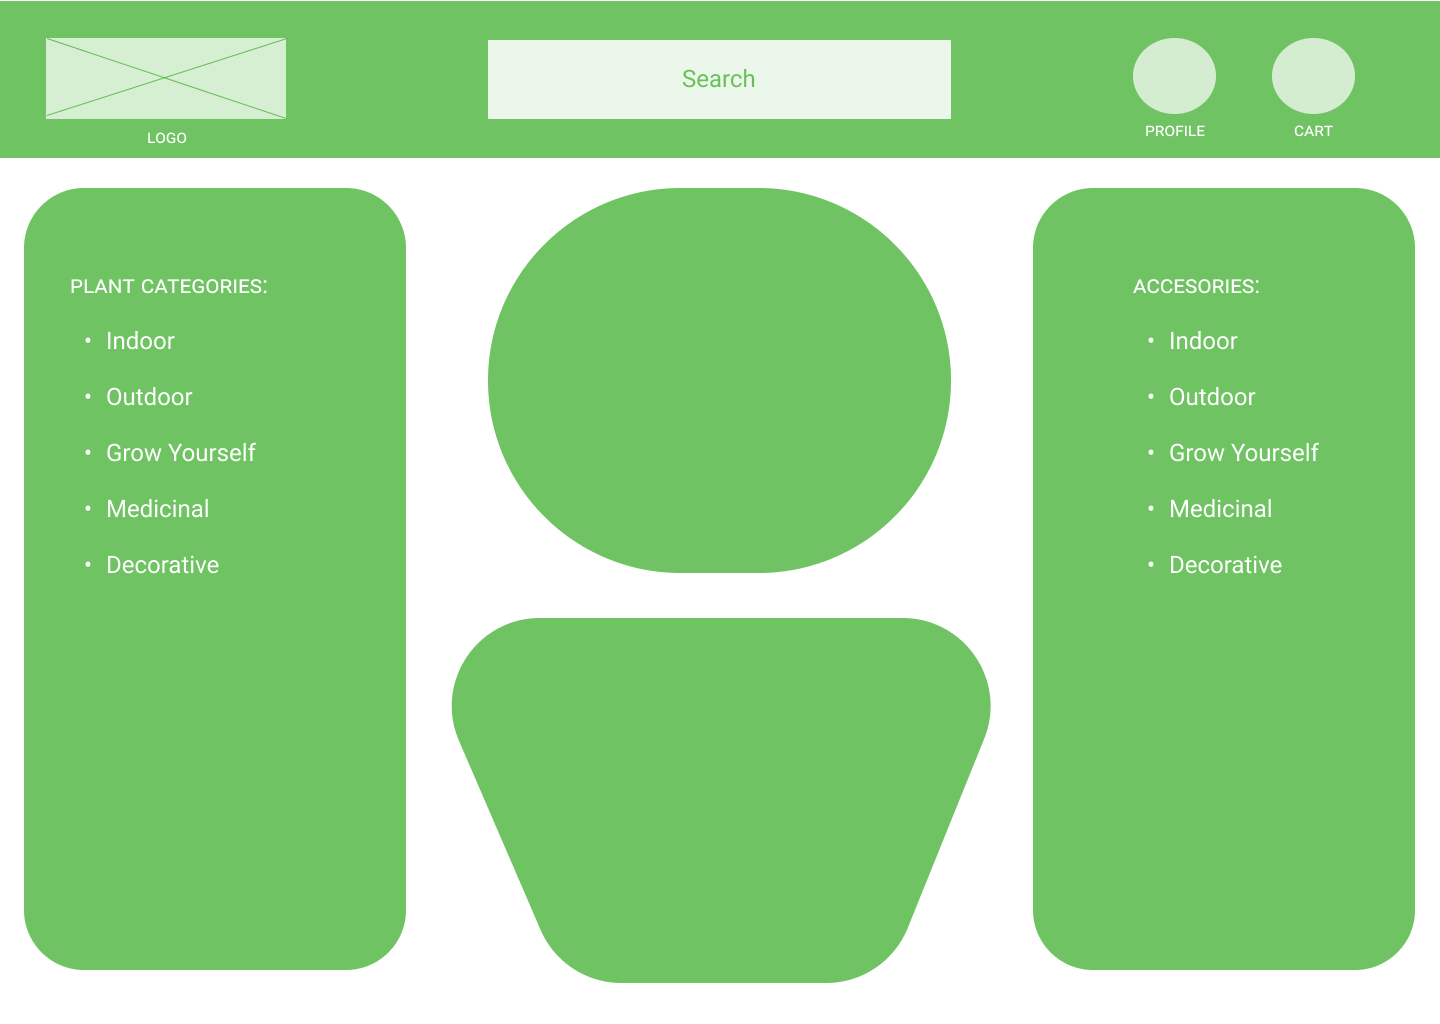 Search
LOGO
PROFILE
CART
PLANT CATEGORIES:
• Indoor
• Outdoor
• Grow Yourself
• Medicinal
• Decorative
ACCESORIES:
• Indoor
• Outdoor
• Grow Yourself
• Medicinal
• Decorative